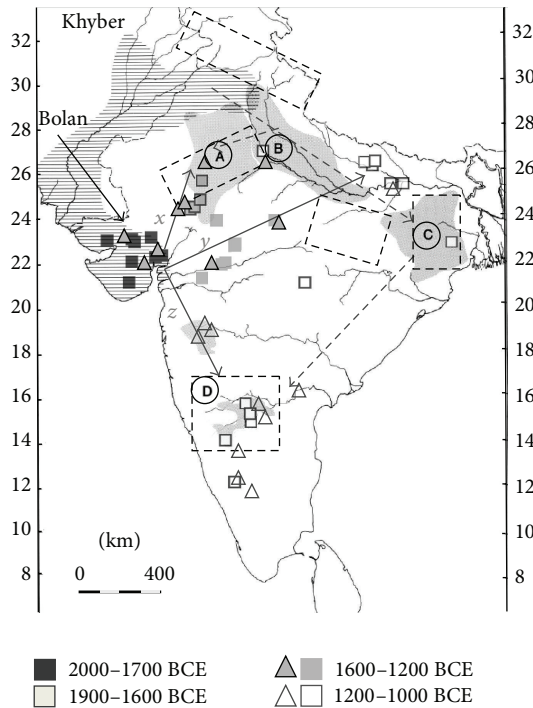 32 Khyber 32
30 30
Bolan
28 28
A B
26 26
x
24 24
y C
22 22
20 20
z
18 18
D
16 16
14 14
12 12
10 (km) 10
8 0 400 8
2000–1700 BCE 1600–1200 BCE
1900–1600 BCE 1200–1000 BCE